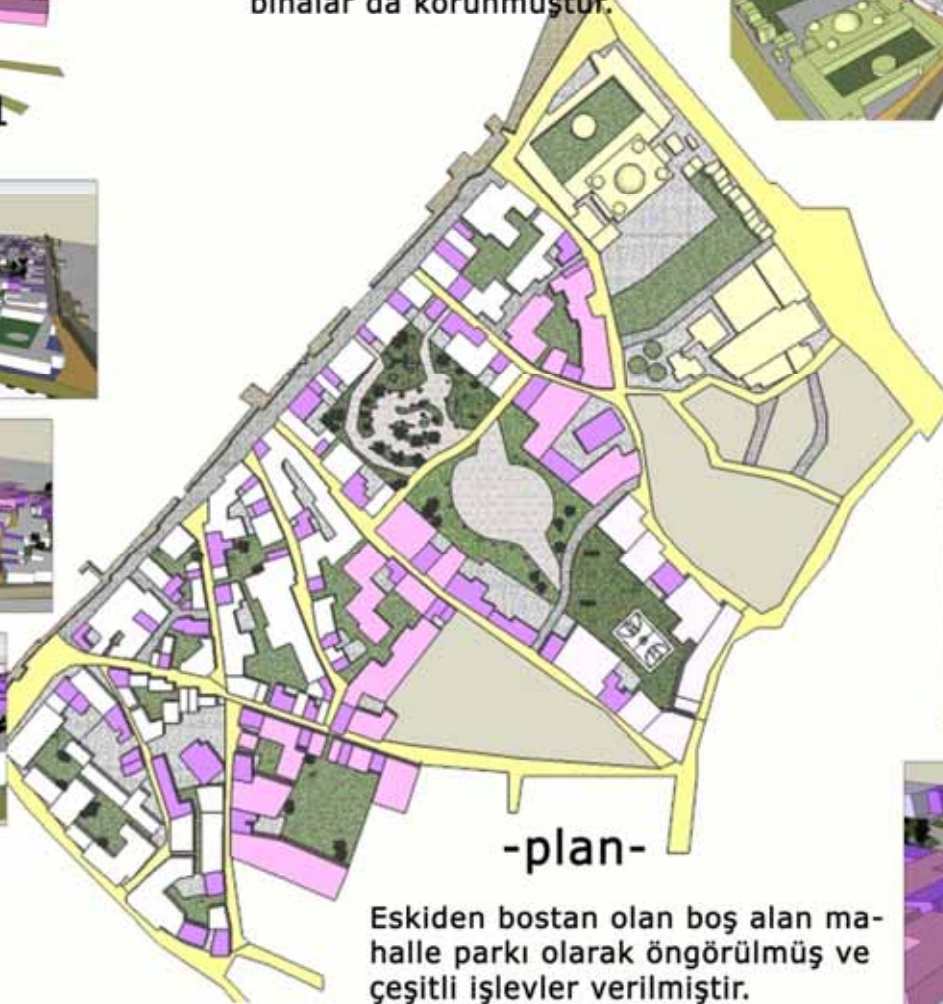 binalar da korunmuştur.
-plan-
Eskiden bostan olan boş alan ma-
halle parkı olarak öngörülmüş ve
çeşitli işlevler verilmiştir.